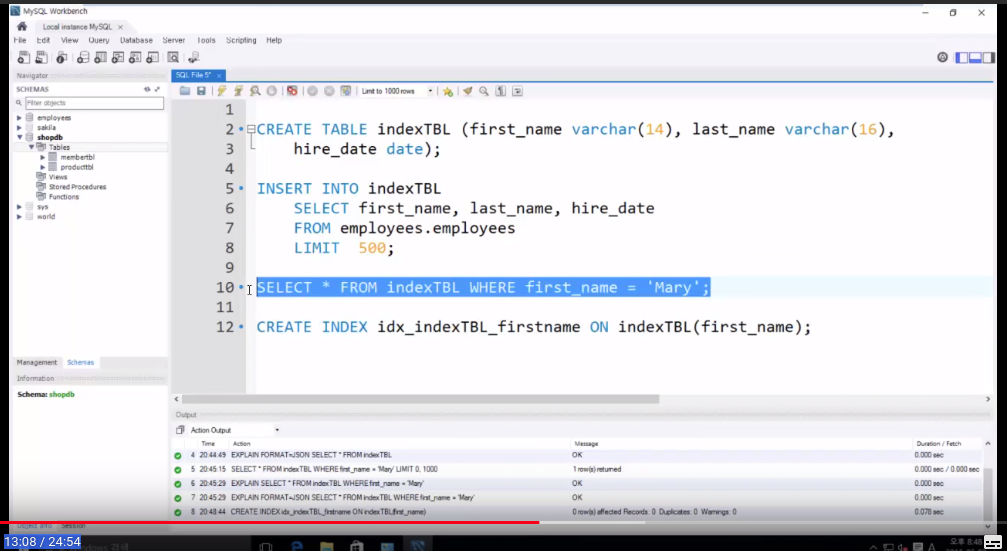 MySQL Workbench
Local instance MySQL ×
File Edit View Query Database Server Tools Scripting Help
Navigator
SQL File 5* ×
SCHEMAS
Filter objects
Limit to 1000 rows
employees
sakila
shopdb
Tables
membertbl
producttbl
Views
Stored Procedures
Functions
sys
world
1
2 CREATE TABLE indexTBL (first_name varchar(14), last_name varchar(16),
3 hire_date date);
4
5 INSERT INTO indexTBL
6 SELECT first_name, last_name, hire_date
7 FROM employees.employees
8 LIMIT 500;
9
10 SELECT * FROM indexTBL WHERE first_name = 'Mary';
11
12 CREATE INDEX idx_indexTBL_firstname ON indexTBL(first_name);
Management Schemas
Information
Schema: shopdb
Output
Action Output
Time Action Message Duration / Fetch
4 20:44:49 EXPLAIN FORMAT=JSON SELECT * FROM indexTBL OK 0.000 sec
5 20:45:15 SELECT * FROM indexTBL WHERE first_name = 'Mary' LIMIT 0, 1000 1 row(s) returned 0.000 sec / 0.000 sec
6 20:45:29 EXPLAIN SELECT * FROM indexTBL WHERE first_name = 'Mary' OK 0.000 sec
7 20:45:29 EXPLAIN FORMAT=JSON SELECT * FROM indexTBL WHERE first_name = 'Mary' OK 0.000 sec
8 20:48:44 CREATE INDEX idx_indexTBL_firstname ON indexTBL(first_name) 0 row(s) affected Records: 0 Duplicates: 0 Warnings: 0 0.078 sec
Object Info Session
13:08 / 24:54
검색
A
오후 8:48